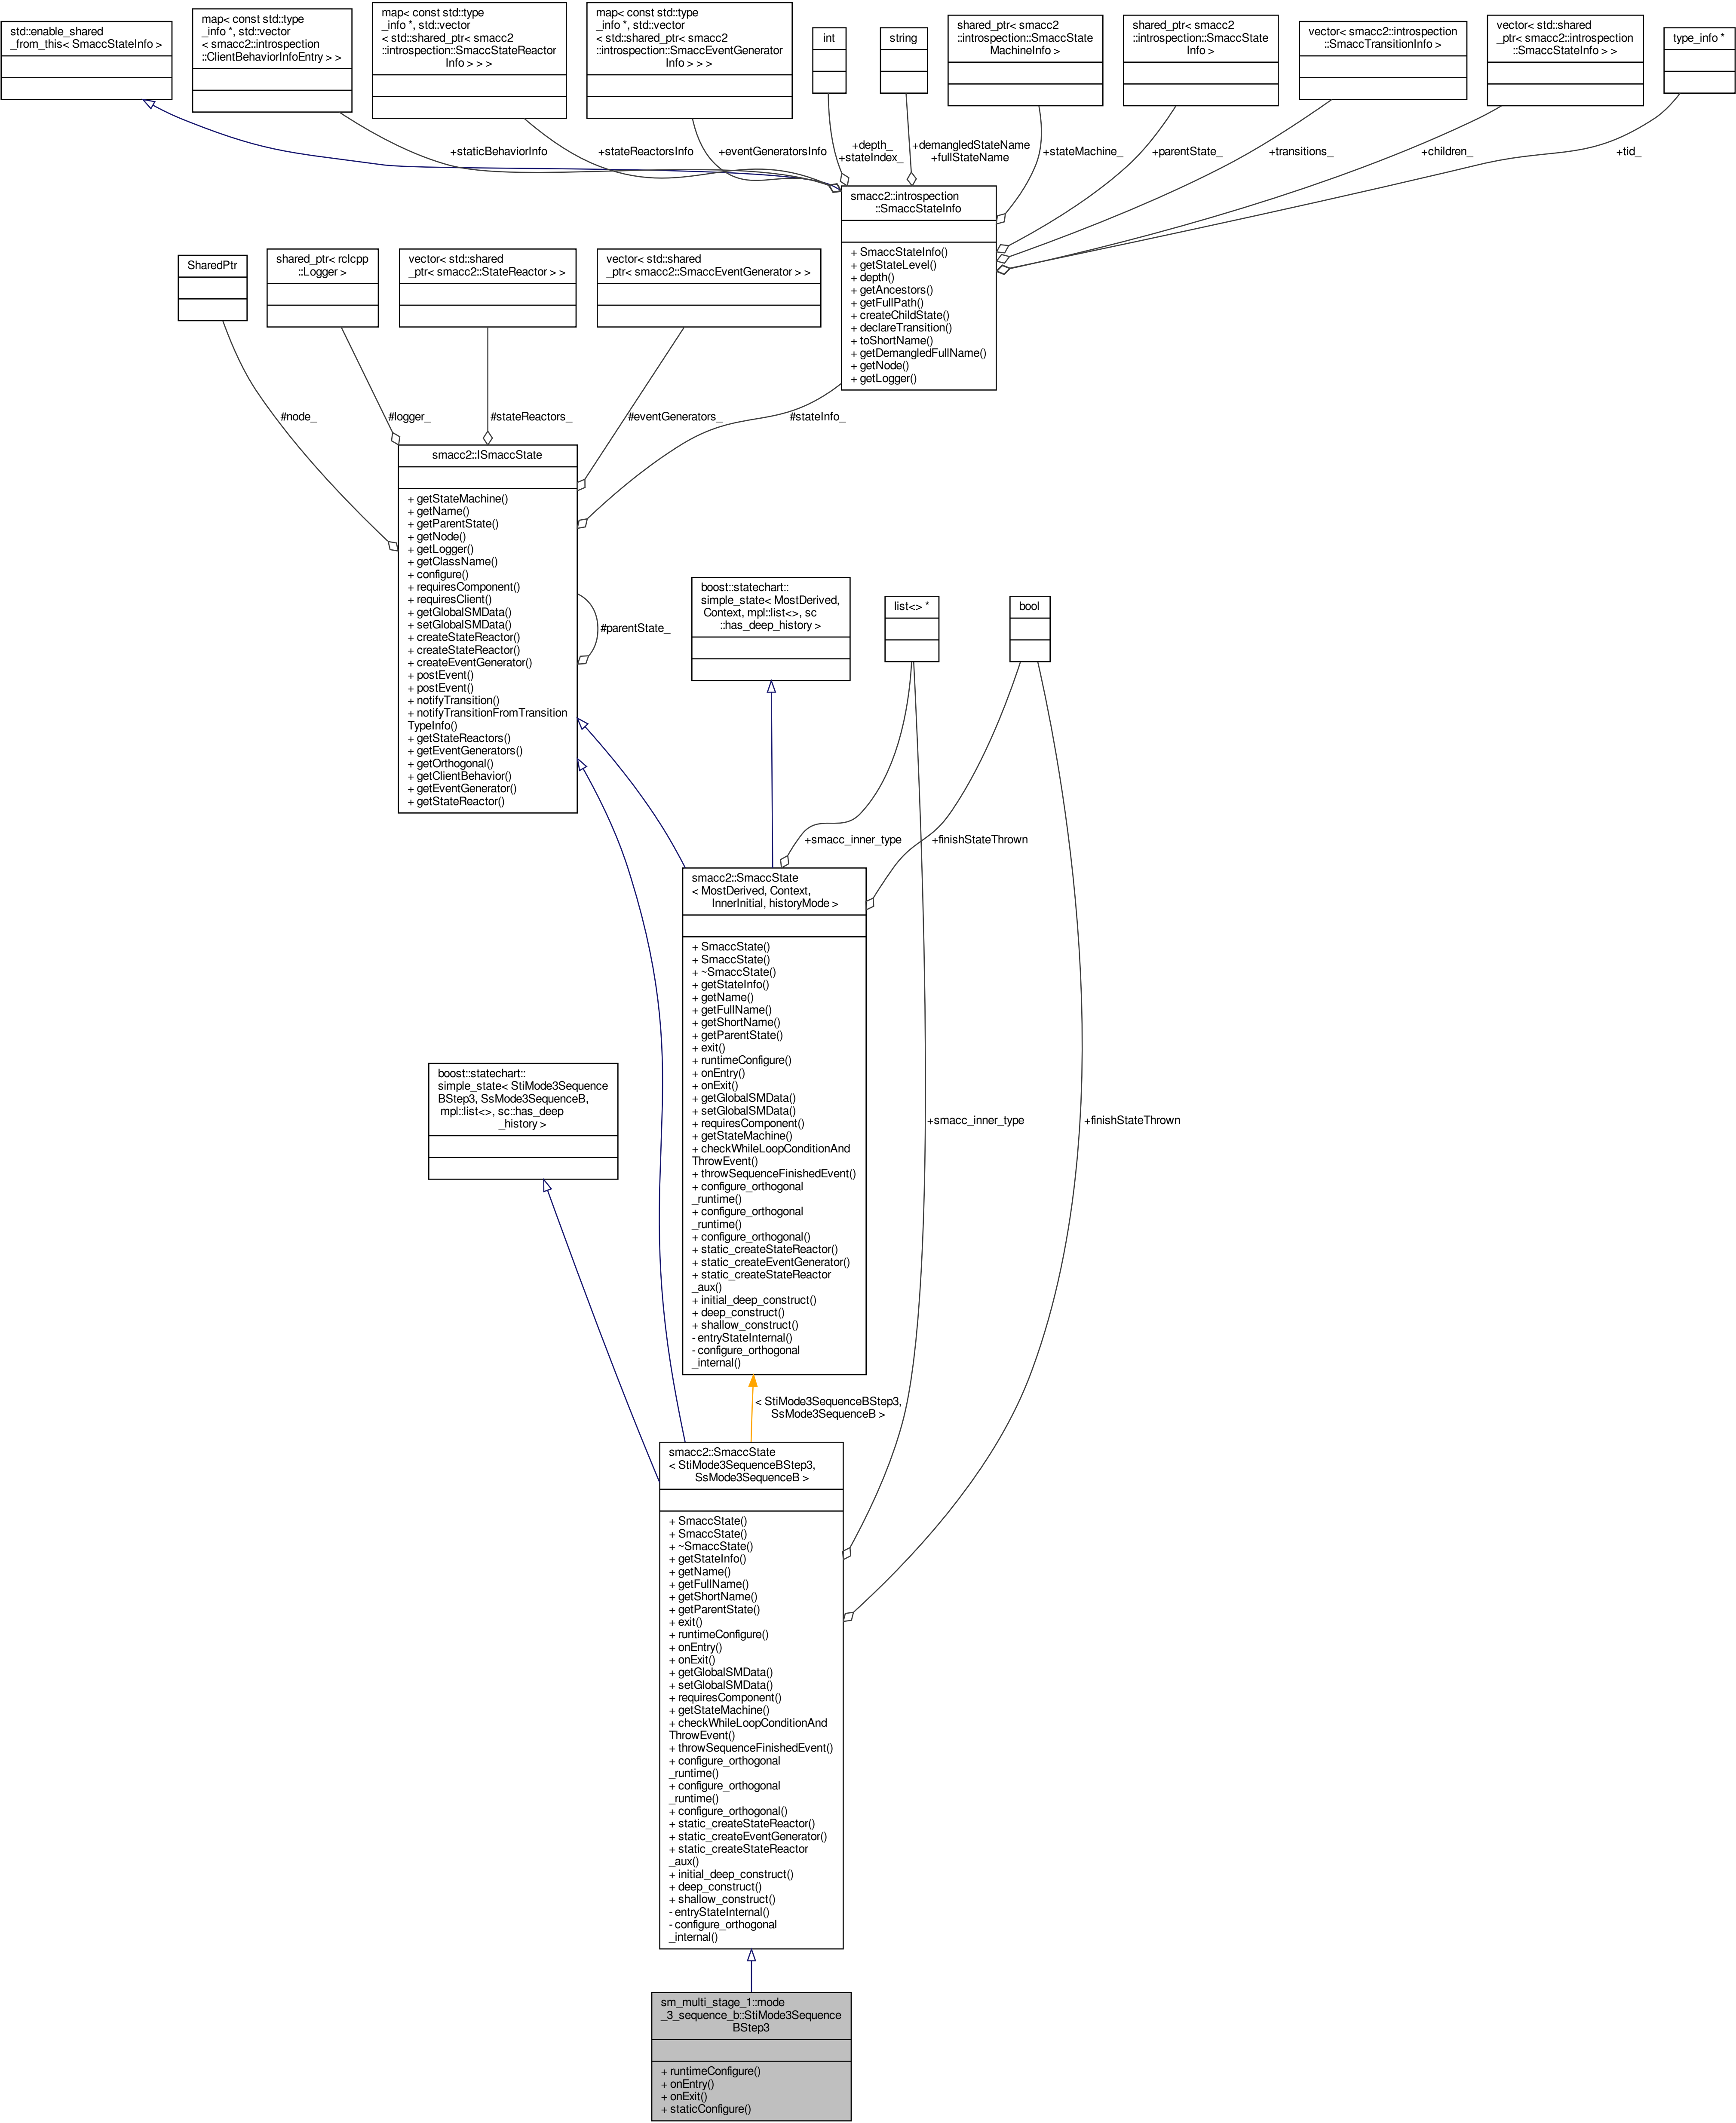 std::enable_shared
_from_this< SmaccStateInfo >
map< const std::type
_info *, std::vector
< smacc2::introspection
::ClientBehaviorInfoEntry > >
map< const std::type
_info *, std::vector
< std::shared_ptr< smacc2
::introspection::SmaccStateReactor
Info > > >
map< const std::type
_info *, std::vector
< std::shared_ptr< smacc2
::introspection::SmaccEventGenerator
Info > > >
int
string
shared_ptr< smacc2
::introspection::SmaccState
MachineInfo >
shared_ptr< smacc2
::introspection::SmaccState
Info >
vector< smacc2::introspection
::SmaccTransitionInfo >
vector< std::shared
_ptr< smacc2::introspection
::SmaccStateInfo > >
type_info *
+staticBehaviorInfo
+stateReactorsInfo
+eventGeneratorsInfo
+depth_
+stateIndex_
+demangledStateName
+fullStateName
+stateMachine_
+parentState_
+transitions_
+children_
+tid_
smacc2::introspection
::SmaccStateInfo
+ SmaccStateInfo()
+ getStateLevel()
+ depth()
+ getAncestors()
+ getFullPath()
+ createChildState()
+ declareTransition()
+ toShortName()
+ getDemangledFullName()
+ getNode()
+ getLogger()
SharedPtr
shared_ptr< rclcpp
::Logger >
vector< std::shared
_ptr< smacc2::StateReactor > >
vector< std::shared
_ptr< smacc2::SmaccEventGenerator > >
#node_
#logger_
#stateReactors_
#eventGenerators_
#stateInfo_
smacc2::ISmaccState
+ getStateMachine()
+ getName()
+ getParentState()
+ getNode()
+ getLogger()
+ getClassName()
+ configure()
+ requiresComponent()
+ requiresClient()
+ getGlobalSMData()
+ setGlobalSMData()
+ createStateReactor()
+ createStateReactor()
+ createEventGenerator()
+ postEvent()
+ postEvent()
+ notifyTransition()
+ notifyTransitionFromTransition
TypeInfo()
+ getStateReactors()
+ getEventGenerators()
+ getOrthogonal()
+ getClientBehavior()
+ getEventGenerator()
+ getStateReactor()
#parentState_
boost::statechart::
simple_state< MostDerived,
Context, mpl::list<>, sc
::has_deep_history >
list<> *
bool
+smacc_inner_type
+finishStateThrown
smacc2::SmaccState
< MostDerived, Context,
InnerInitial, historyMode >
+ SmaccState()
+ SmaccState()
+ ~SmaccState()
+ getStateInfo()
+ getName()
+ getFullName()
+ getShortName()
+ getParentState()
+ exit()
+ runtimeConfigure()
+ onEntry()
+ onExit()
+ getGlobalSMData()
+ setGlobalSMData()
+ requiresComponent()
+ getStateMachine()
+ checkWhileLoopConditionAnd
ThrowEvent()
+ throwSequenceFinishedEvent()
+ configure_orthogonal
_runtime()
+ configure_orthogonal
_runtime()
+ configure_orthogonal()
+ static_createStateReactor()
+ static_createEventGenerator()
+ static_createStateReactor
_aux()
+ initial_deep_construct()
+ deep_construct()
+ shallow_construct()
- entryStateInternal()
- configure_orthogonal
_internal()
boost::statechart::
simple_state< StiMode3Sequence
BStep3, SsMode3SequenceB,
mpl::list<>, sc::has_deep
_history >
+smacc_inner_type
+finishStateThrown
< StiMode3SequenceBStep3,
SsMode3SequenceB >
smacc2::SmaccState
< StiMode3SequenceBStep3,
SsMode3SequenceB >
+ SmaccState()
+ SmaccState()
+ ~SmaccState()
+ getStateInfo()
+ getName()
+ getFullName()
+ getShortName()
+ getParentState()
+ exit()
+ runtimeConfigure()
+ onEntry()
+ onExit()
+ getGlobalSMData()
+ setGlobalSMData()
+ requiresComponent()
+ getStateMachine()
+ checkWhileLoopConditionAnd
ThrowEvent()
+ throwSequenceFinishedEvent()
+ configure_orthogonal
_runtime()
+ configure_orthogonal
_runtime()
+ configure_orthogonal()
+ static_createStateReactor()
+ static_createEventGenerator()
+ static_createStateReactor
_aux()
+ initial_deep_construct()
+ deep_construct()
+ shallow_construct()
- entryStateInternal()
- configure_orthogonal
_internal()
sm_multi_stage_1::mode
_3_sequence_b::StiMode3Sequence
BStep3
+ runtimeConfigure()
+ onEntry()
+ onExit()
+ staticConfigure()